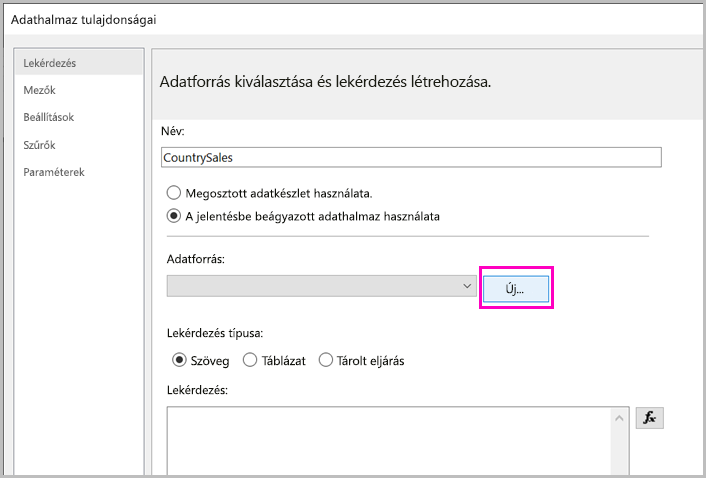 Adathalmaz tulajdonságai
Lekérdezés
Mezők
Beállítások
Szűrők
Paraméterek
Adatforrás kiválasztása és lekérdezés létrehozása.
Név:
CountrySales
Megosztott adatkészlet használata.
A jelentésbe beágyazott adathalmaz használata
Adatforrás:
Új...
Lekérdezés típusa:
Szöveg Táblázat Tárolt eljárás
Lekérdezés:
fx